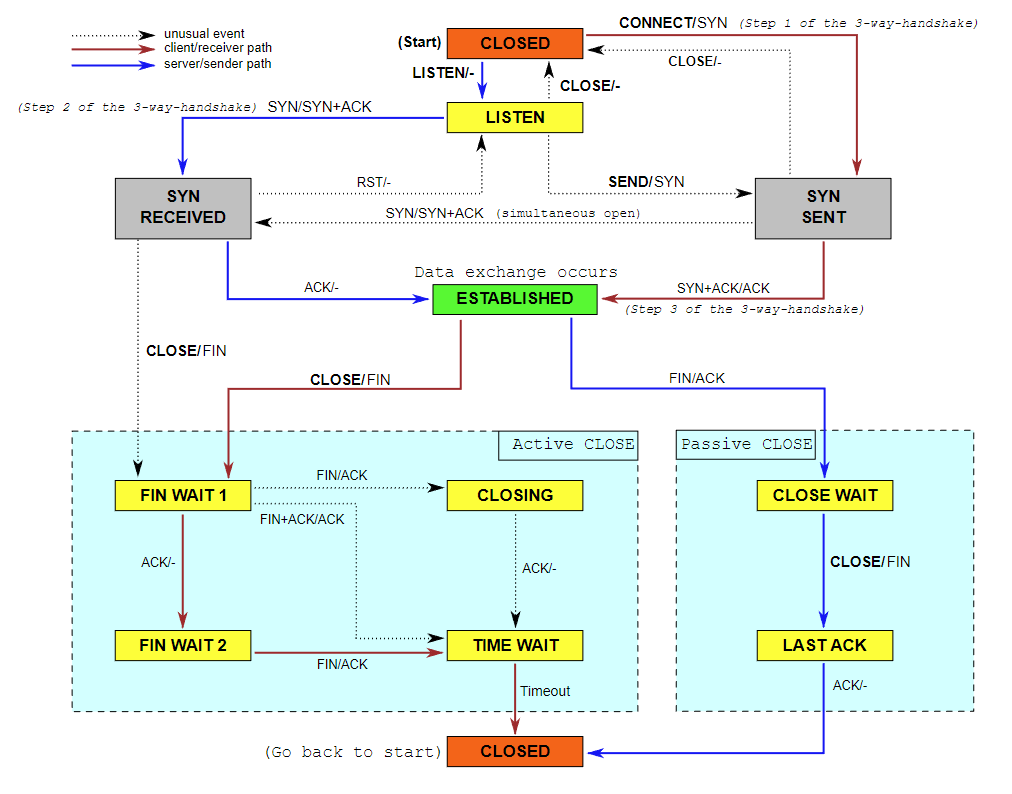 unusual event
client/receiver path
server/sender path
CONNECT/SYN (Step 1 of the 3-way-handshake)
(Start)
CLOSED
CLOSE/-
LISTEN/-
CLOSE/-
(Step 2 of the 3-way-handshake) SYN/SYN+ACK
LISTEN
RST/-
SEND/SYN
SYN
RECEIVED
SYN
SENT
SYN/SYN+ACK (simultaneous open)
Data exchange occurs
ACK/-
ESTABLISHED
SYN+ACK/ACK
(Step 3 of the 3-way-handshake)
CLOSE/FIN
CLOSE/FIN
FIN/ACK
Active CLOSE
Passive CLOSE
FIN WAIT 1
FIN/ACK
CLOSING
CLOSE WAIT
FIN+ACK/ACK
ACK/-
ACK/-
CLOSE/FIN
FIN WAIT 2
FIN/ACK
TIME WAIT
LAST ACK
Timeout
ACK/-
(Go back to start)
CLOSED